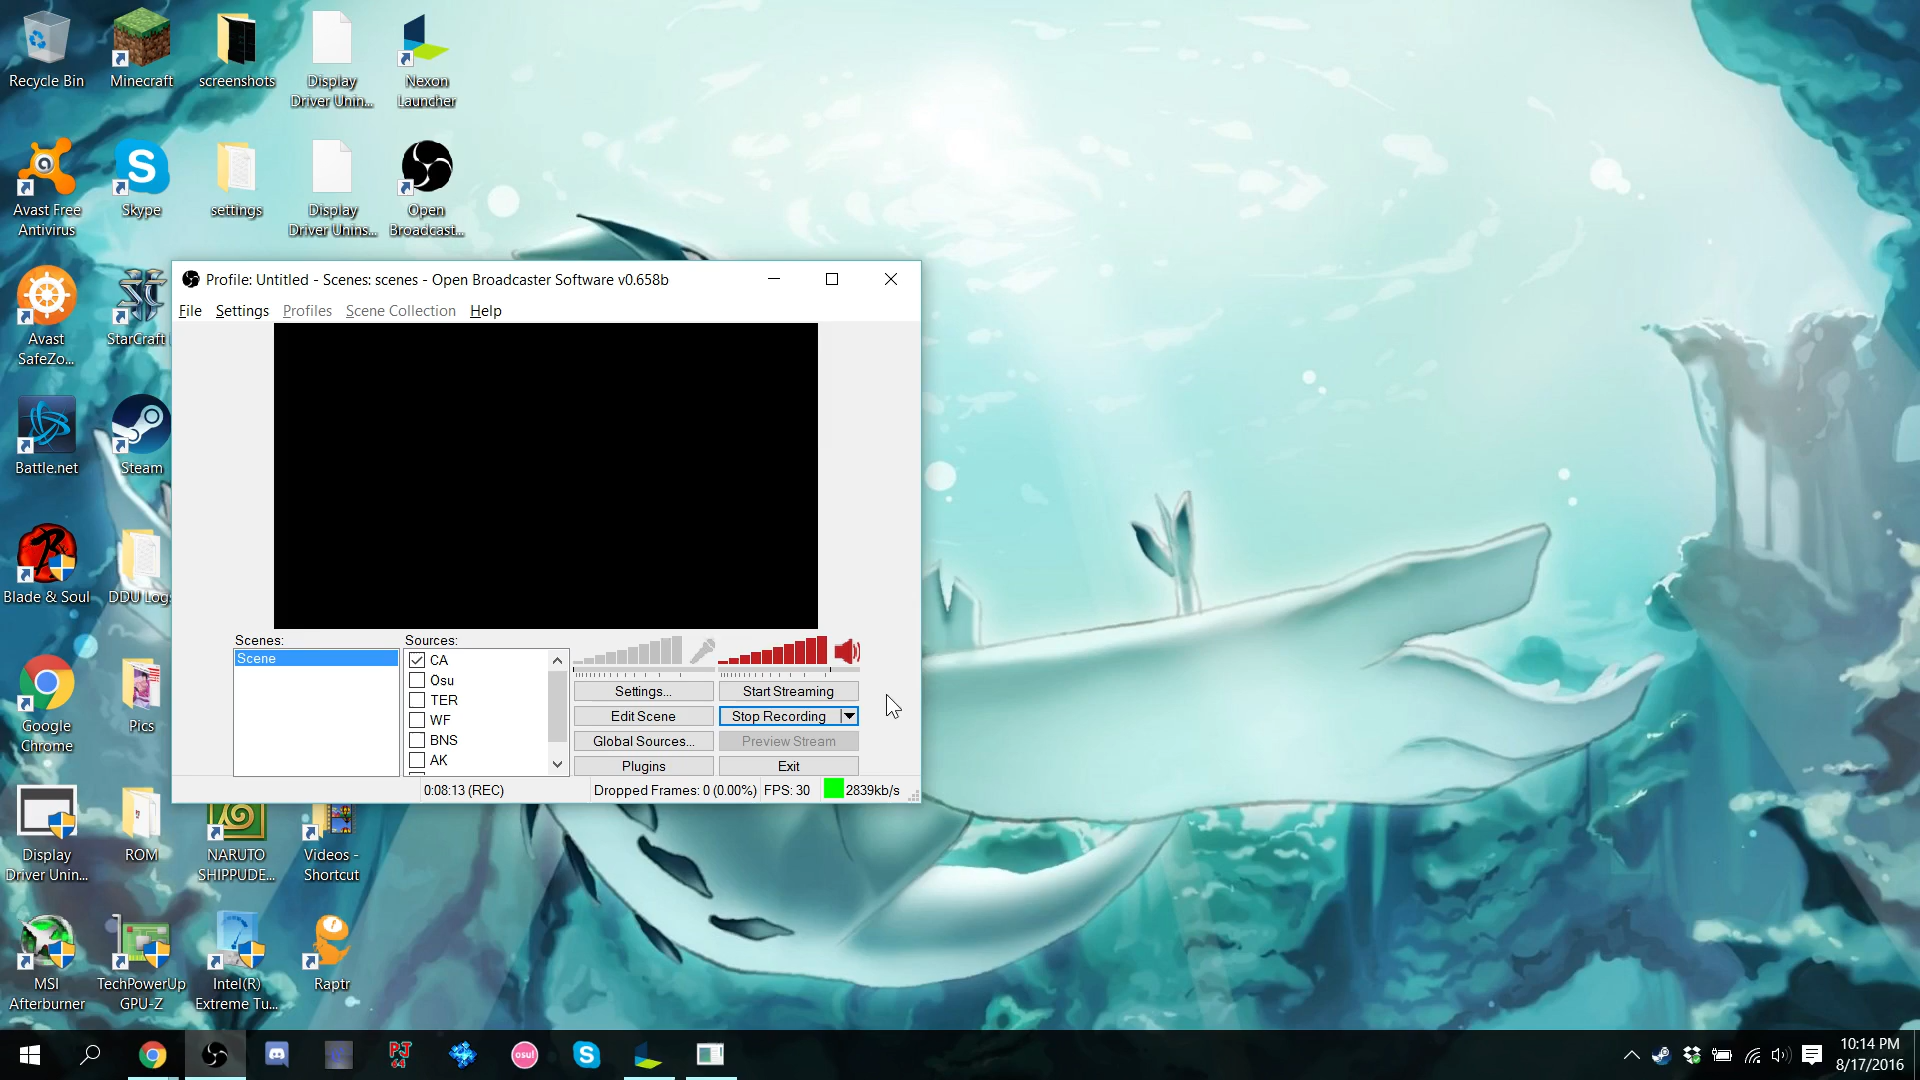 Recycle Bin
Minecraft
screenshots
Display
Driver Unin...
Nexon
Launcher
Avast Free
Antivirus
Skype
settings
Display
Driver Unins...
Open
Broadcast...
Avast
SafeZo...
StarCraft
Battle.net
Steam
Blade & Soul
DDU Log
Google
Chrome
Pics
Display
Driver Unin...
ROM
NARUTO
SHIPPUDE...
Videos -
Shortcut
MSI
Afterburner
TechPowerUp
GPU-Z
Intel(R)
Extreme Tu...
Raptr
Profile: Untitled - Scenes: scenes - Open Broadcaster Software v0.658b
File Settings Profiles Scene Collection Help
Scenes:
Scene
Sources:
CA
Osu
TER
WF
BNS
AK
Settings...
Start Streaming
Edit Scene
Stop Recording
Global Sources...
Preview Stream
Plugins
Exit
0:08:13 (REC)
Dropped Frames: 0 (0.00%)
FPS: 30
2839kb/s
PJ
64
osu!
S
10:14 PM
8/17/2016